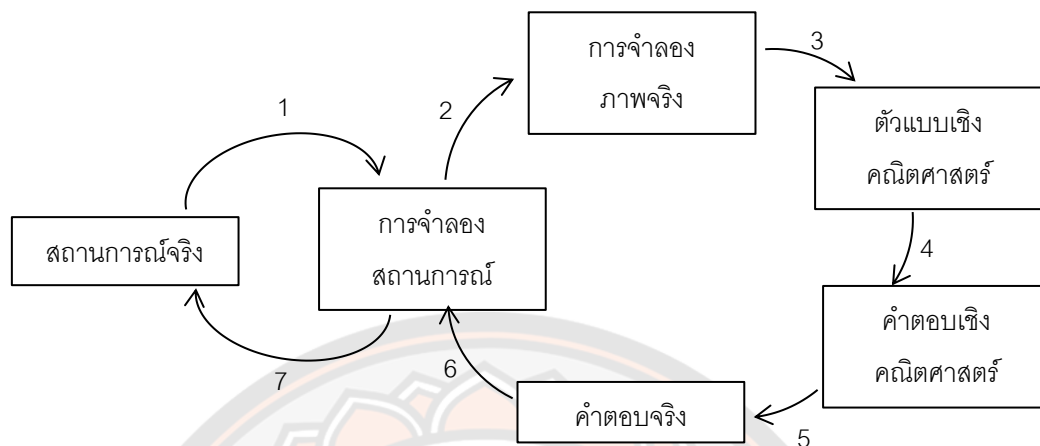 การจำลอง
ภาพจริง
3
1
2
ตัวแบบเชิง
คณิตศาสตร์
การจำลอง
สถานการณ์
สถานการณ์จริง
4
คำตอบเชิง
คณิตศาสตร์
6
7
คำตอบจริง
5